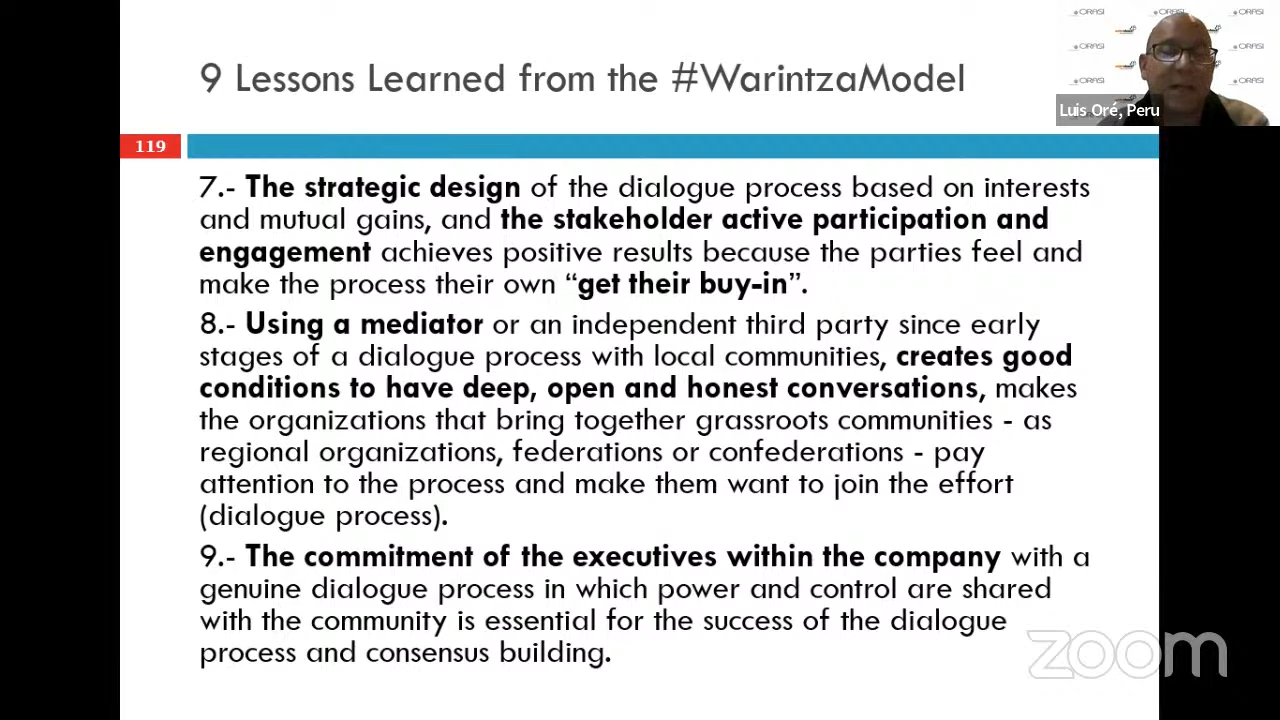 9 Lessons Learned from the #WarintzaModel
ORASI
ORASI
ORASI
ORASI
ORASI
ORASI
ORASI
Luis Oré, Peru
119
7.- The strategic design of the dialogue process based on interests
and mutual gains, and the stakeholder active participation and
engagement achieves positive results because the parties feel and
make the process their own “get their buy-in”.
8.- Using a mediator or an independent third party since early
stages of a dialogue process with local communities, creates good
conditions to have deep, open and honest conversations, makes
the organizations that bring together grassroots communities - as
regional organizations, federations or confederations - pay
attention to the process and make them want to join the effort
(dialogue process).
9.- The commitment of the executives within the company with a
genuine dialogue process in which power and control are shared
with the community is essential for the success of the dialogue
process and consensus building.
zoom